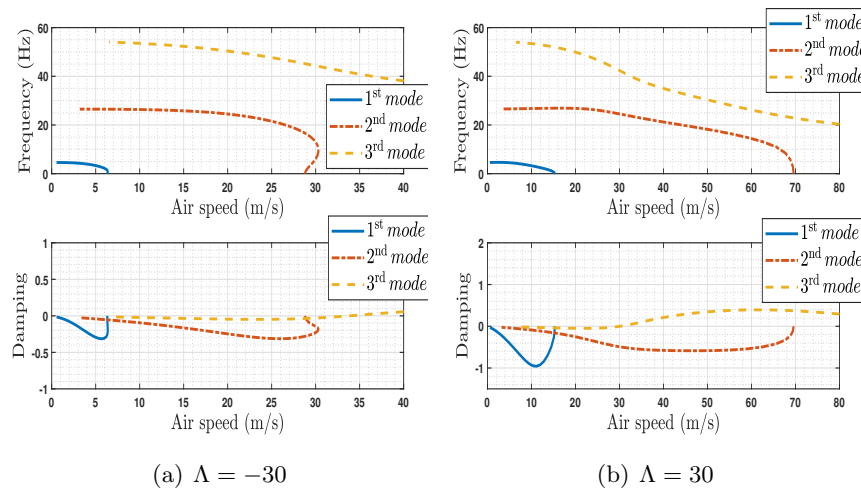 60
40
20
0
0 5 10 15 20 25 30 35 40
Frequency (Hz)
Air speed (m/s)
1st mode
2nd mode
3rd mode
1
0.5
0
-0.5
-1
0 5 10 15 20 25 30 35 40
Damping
Air speed (m/s)
1st mode
2nd mode
3rd mode
(a) Λ = −30
60
40
20
0
0 10 20 30 40 50 60 70 80
Frequency (Hz)
Air speed (m/s)
1st mode
2nd mode
3rd mode
2
1
0
-1
0 10 20 30 40 50 60 70 80
Damping
Air speed (m/s)
1st mode
2nd mode
3rd mode
(b) Λ = 30